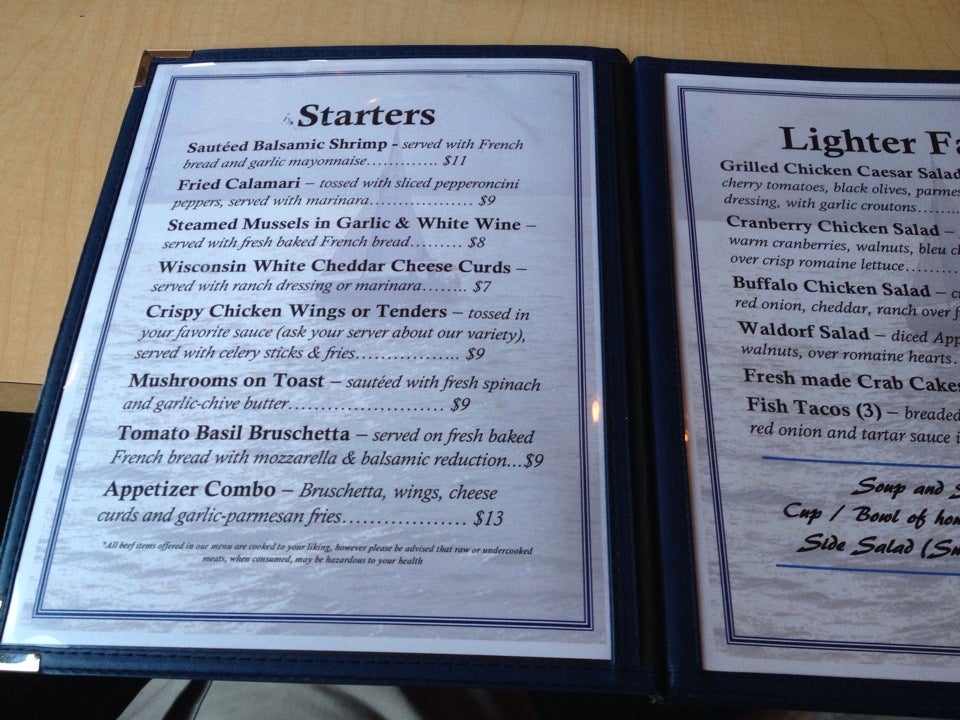 Starters
Sautéed Balsamic Shrimp - served with French
bread and garlic mayonnaise............. $11
Fried Calamari – tossed with sliced pepperoncini
peppers, served with marinara................... $9
Steamed Mussels in Garlic & White Wine –
served with fresh baked French bread......... $8
Wisconsin White Cheddar Cheese Curds –
served with ranch dressing or marinara........ $7
Crispy Chicken Wings or Tenders – tossed in
your favorite sauce (ask your server about our variety),
served with celery sticks & fries.................. $9
Mushrooms on Toast – sautéed with fresh spinach
and garlic-chive butter........................... $9
Tomato Basil Bruschetta – served on fresh baked
French bread with mozzarella & balsamic reduction...$9
Appetizer Combo – Bruschetta, wings, cheese
curds and garlic-parmesan fries..................... $13
*All beef items offered in our menu are cooked to your liking, however please be advised that raw or undercooked
meats, when consumed, may be hazardous to your health
Lighter
Grilled Chicken Caesar Salad
cherry tomatoes, black olives,
dressing, with garlic croutons........
Cranberry Chicken Salad –
warm cranberries, walnuts, bleu
over crisp romaine lettuce............
Buffalo Chicken Salad –
red onion, cheddar, ranch over
Waldorf Salad – diced
walnuts, over romaine hearts.
Fresh made Crab Cakes
Fish Tacos (3) – breaded
red onion and tartar sauce
Soup and
Cup / Bowl of
Side Salad